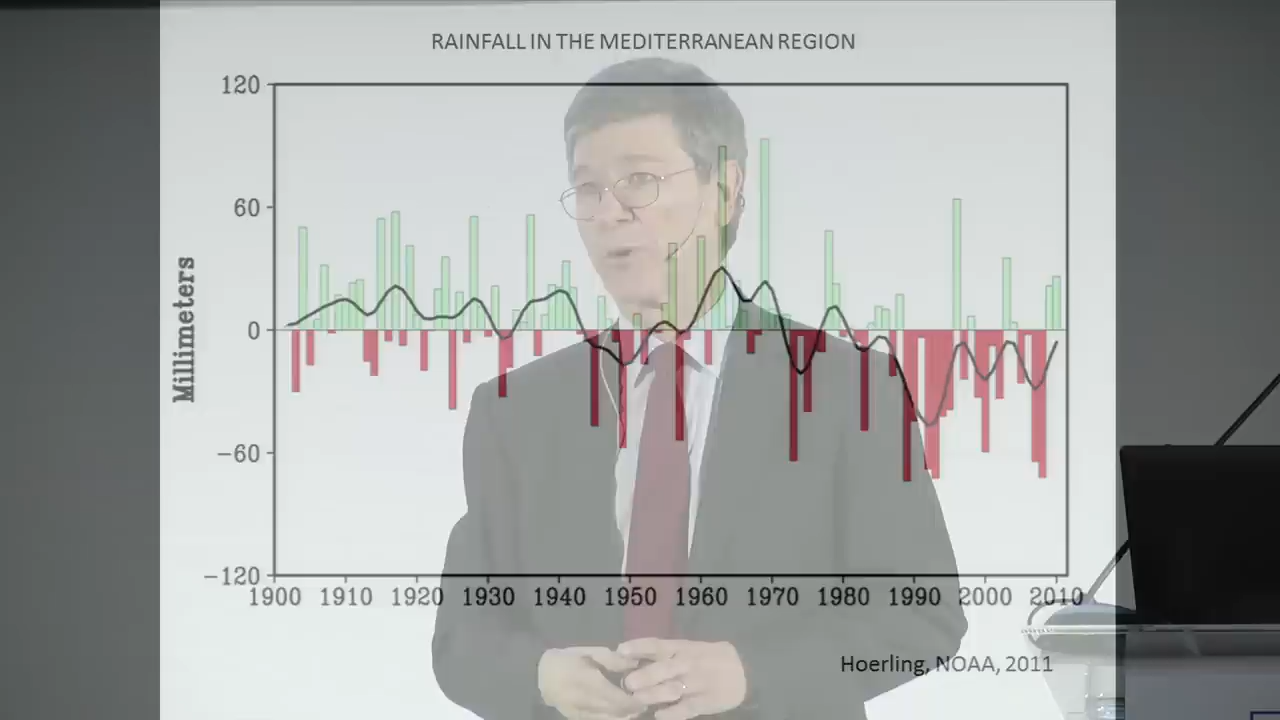 RAINFALL IN THE MEDITERRANEAN REGION
120
60
0
−60
−120
Millimeters
1900 1910 1920 1930 1940 1950 1960 1970 1980 1990 2000 2010
Hoerling, NOAA, 2011